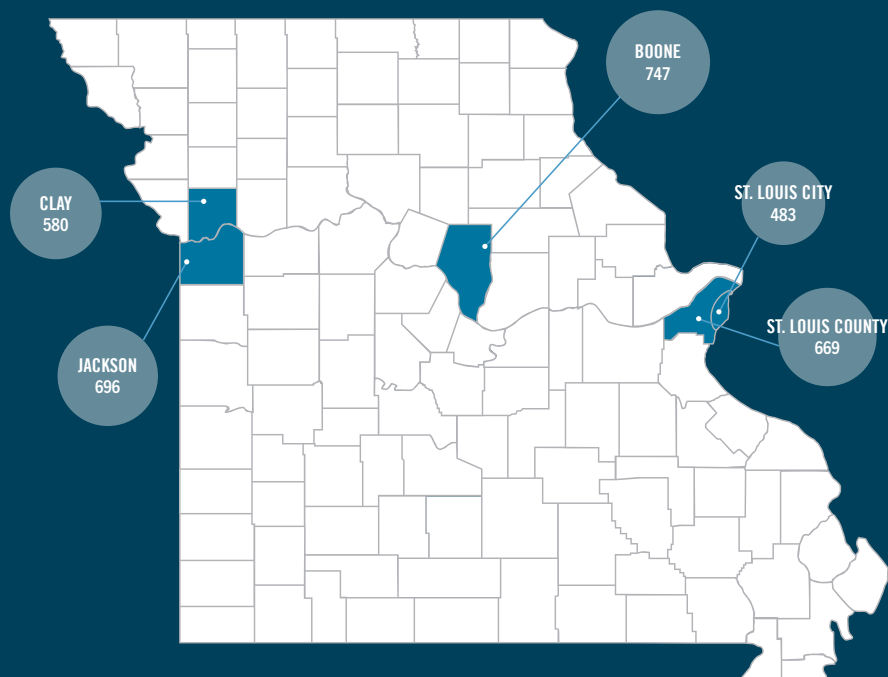 BOONE
747
CLAY
580
ST. LOUIS CITY
483
ST. LOUIS COUNTY
669
JACKSON
696